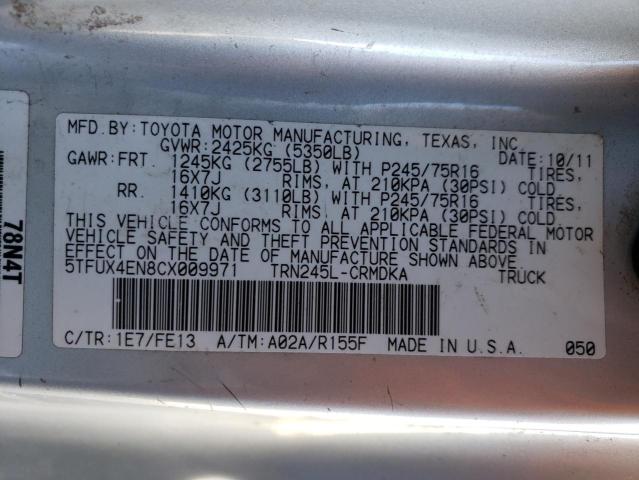 MFD.BY:TOYOTA MOTOR MANUFACTURING, TEXAS, INC
GVWR:2425KG (5350LB) DATE:10/11
GAWR:FRT. 1245KG (2755LB) WITH P245/75R16 TIRES,
16X7J RIMS, AT 210KPA (30PSI) COLD
RR. 1410KG (3110LB) WITH P245/75R16 TIRES,
16X7J RIMS, AT 210KPA (30PSI) COLD
THIS VEHICLE CONFORMS TO ALL APPLICABLE FEDERAL MOTOR
VEHICLE SAFETY AND THEFT PREVENTION STANDARDS IN
EFFECT ON THE DATE OF MANUFACTURE SHOWN ABOVE.
5TFUX4EN8CX009971 TRN245L-CRMDKA TRUCK
C/TR:1E7/FE13 A/TM:A02A/R155F MADE IN U.S.A. 050
78N4T